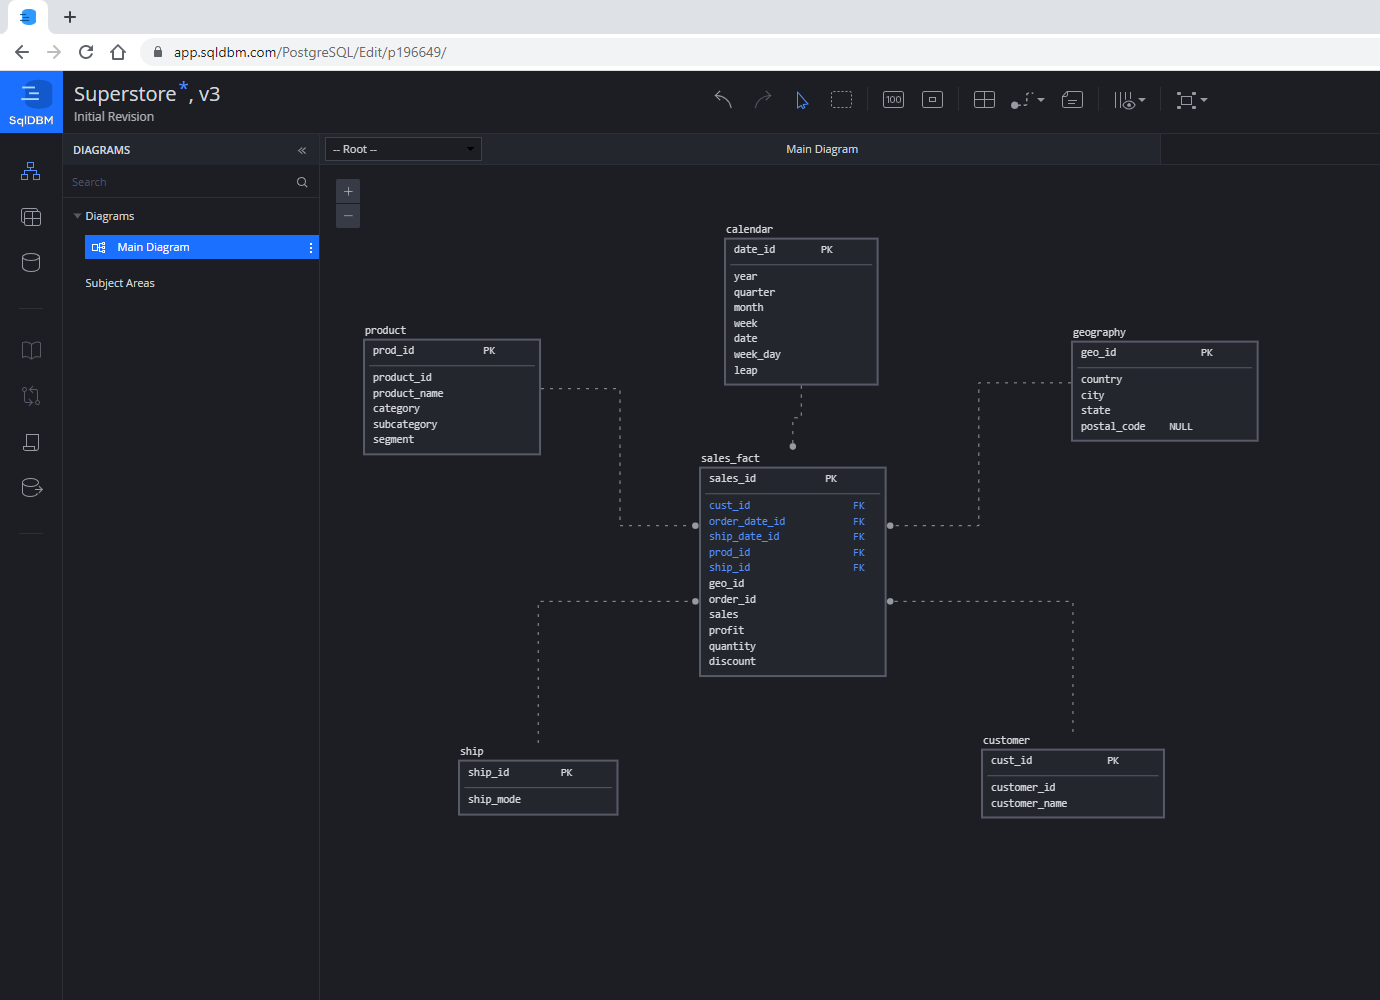 app.sqldbm.com/PostgreSQL/Edit/p196649/
SqlDBM
Superstore*, v3
Initial Revision
100
DIAGRAMS «
-- Root --
Main Diagram
Search
Diagrams
Main Diagram
Subject Areas
+
−
calendar
date_id PK
year
quarter
month
week
date
week_day
leap
product
prod_id PK
product_id
product_name
category
subcategory
segment
geography
geo_id PK
country
city
state
postal_code NULL
sales_fact
sales_id PK
cust_id FK
order_date_id FK
ship_date_id FK
prod_id FK
ship_id FK
geo_id
order_id
sales
profit
quantity
discount
ship
ship_id PK
ship_mode
customer
cust_id PK
customer_id
customer_name